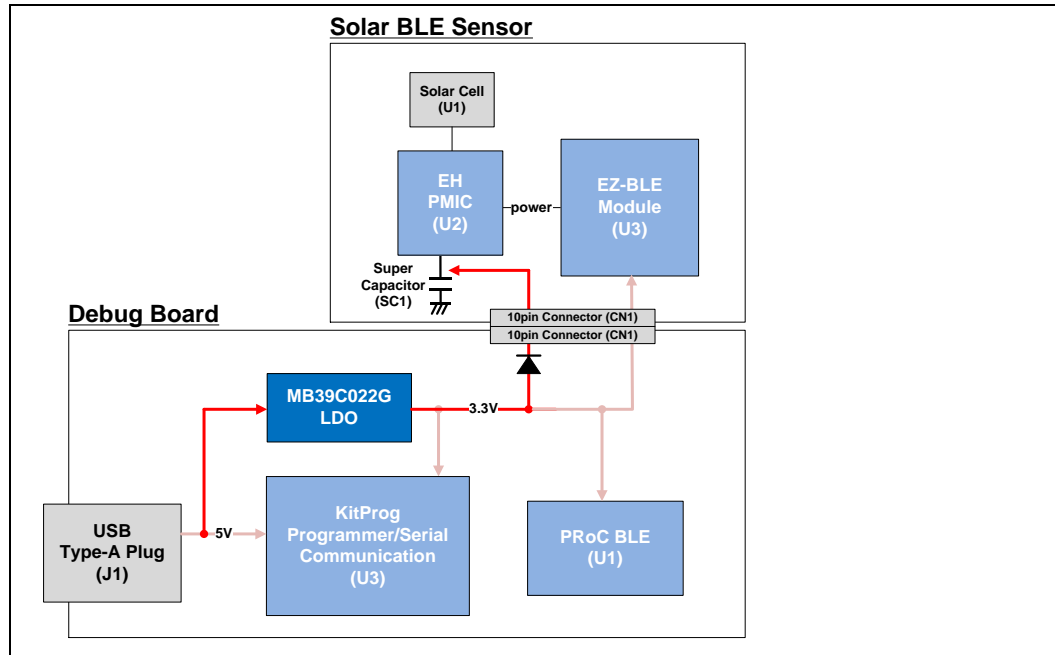 Solar BLE Sensor
Solar Cell
(U1)
EH
PMIC
(U2)
power
EZ-BLE
Module
(U3)
Super
Capacitor
(SC1)
10pin Connector (CN1)
10pin Connector (CN1)
Debug Board
MB39C022G
LDO
3.3V
USB
Type-A Plug
(J1)
5V
KitProg
Programmer/Serial
Communication
(U3)
PRoC BLE
(U1)